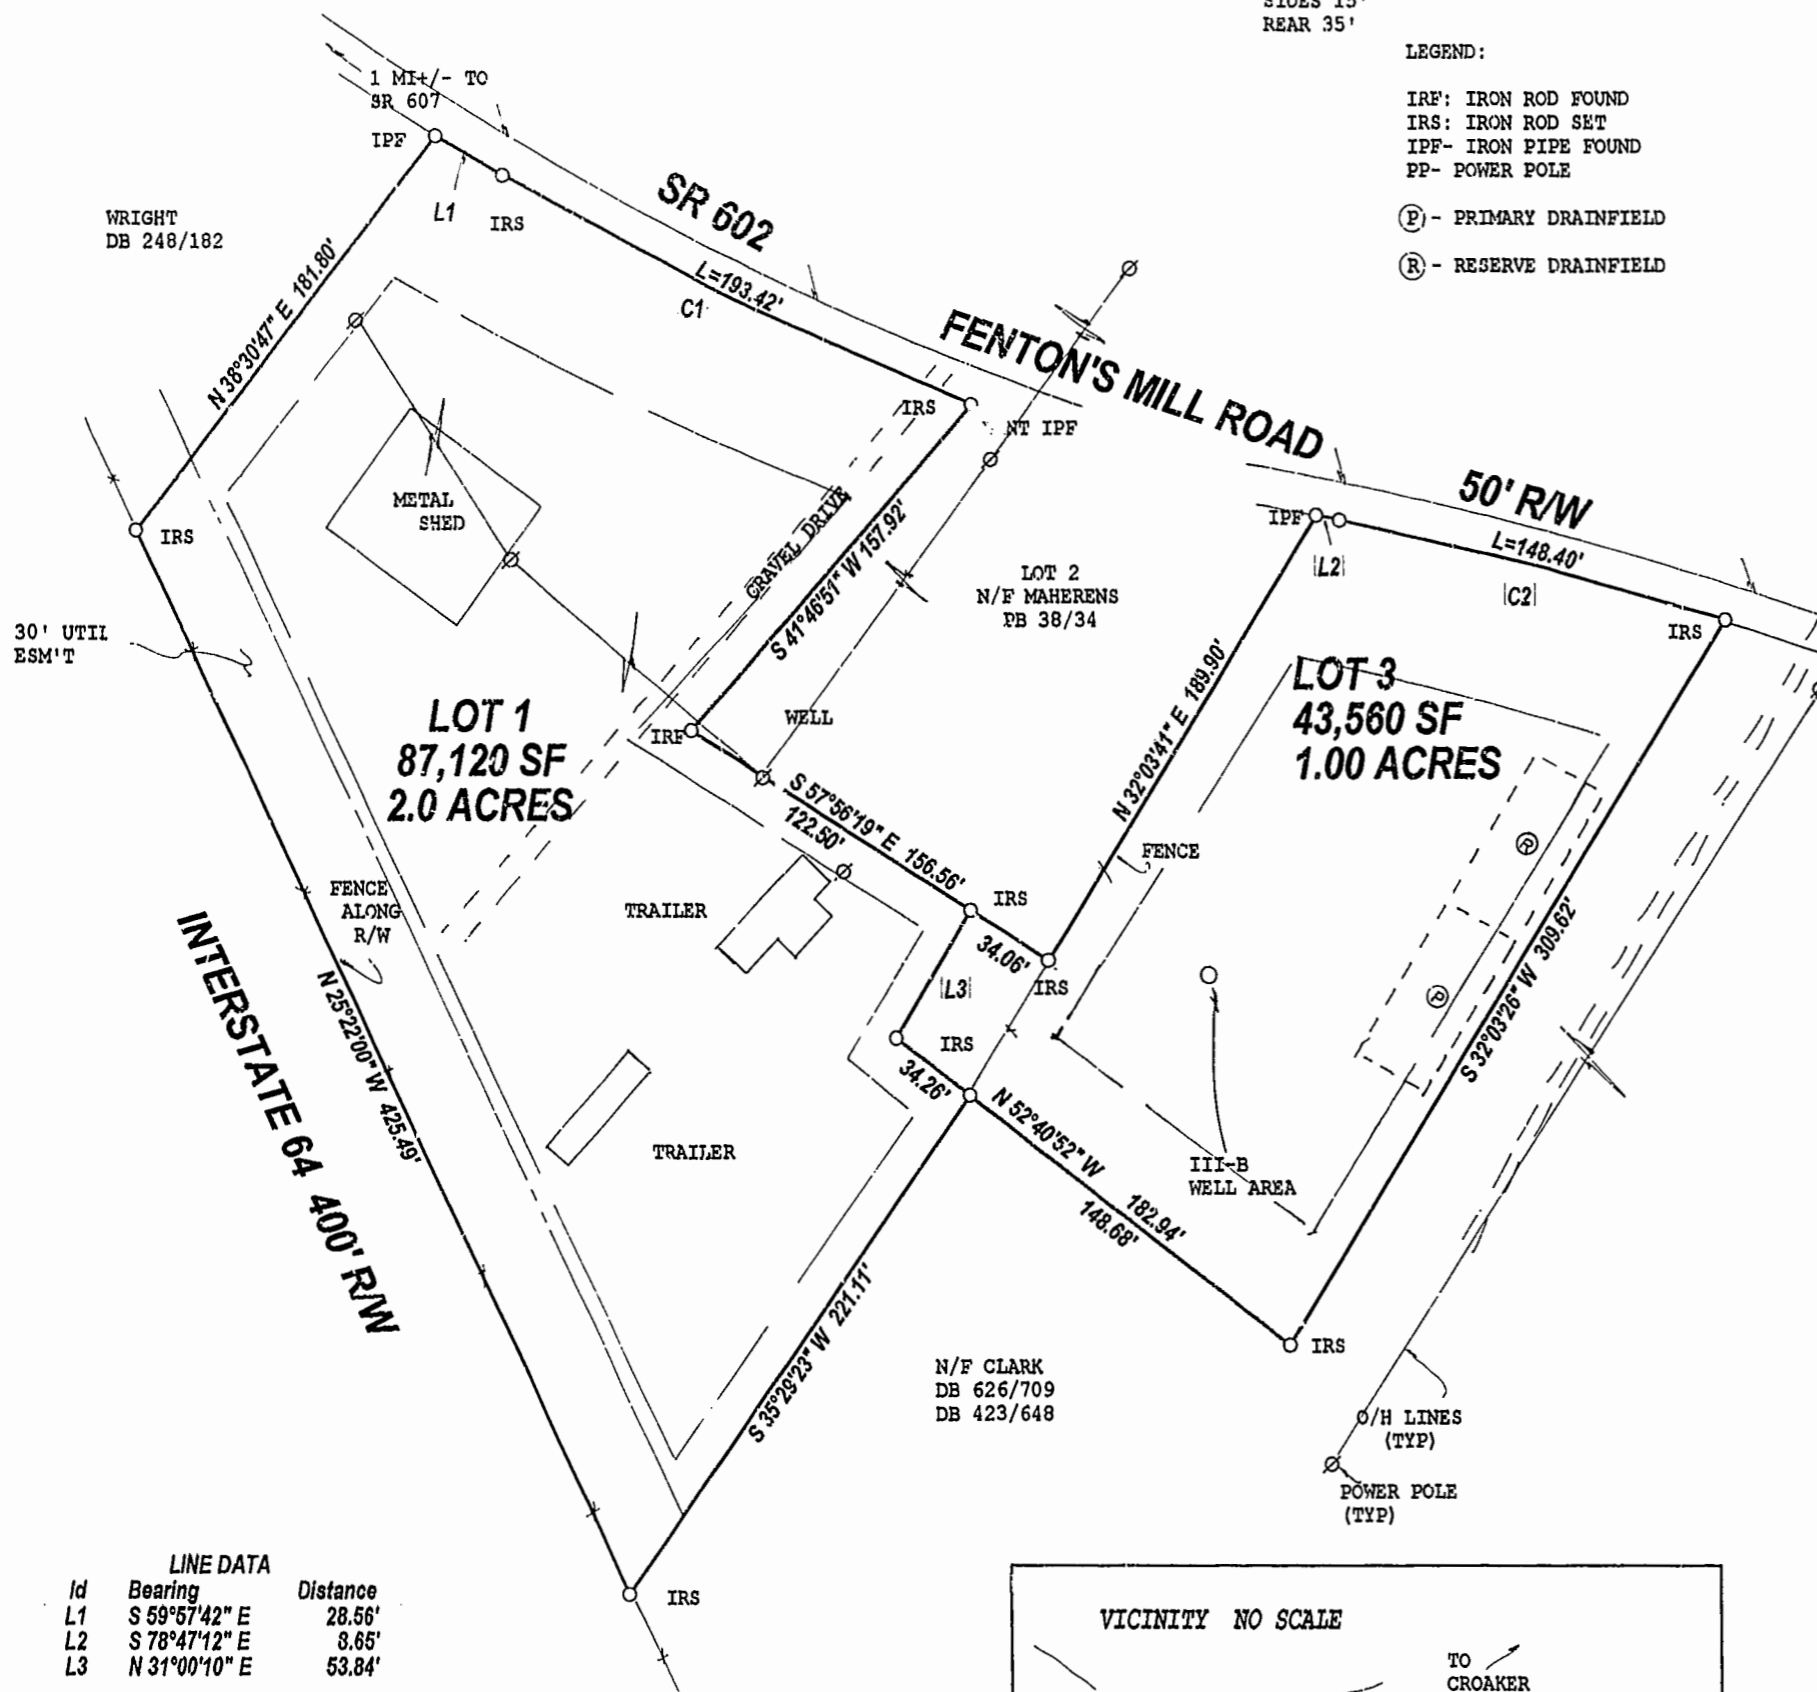 SIDES 15'
REAR 35'
LEGEND:
IRF: IRON ROD FOUND
IRS: IRON ROD SET
IPF- IRON PIPE FOUND
PP- POWER POLE
(P) - PRIMARY DRAINFIELD
(R) - RESERVE DRAINFIELD
1 MI+/- TO
SR 607
IPF
L1
IRS
WRIGHT
DB 248/182
N 38°30'47" E 181.80'
SR 602
L=193.42'
C1
FENTON'S MILL ROAD
50' R/W
IRS
NT IPF
METAL
SHED
IRS
GRAVEL DRIVE
S 41°46'51" W 157.92'
LOT 2
N/F MAHERENS
PB 38/34
IPF
L2
L=148.40'
C2
IRS
30' UTIL
ESM'T
LOT 1
87,120 SF
2.0 ACRES
IRF
WELL
N 32°03'41" E 189.90'
LOT 3
43,560 SF
1.00 ACRES
S 57°56'19" E 156.56'
122.50'
FENCE
R
FENCE
ALONG
R/W
TRAILER
IRS
34.06'
IRS
L3
IRS
34.26'
P
S 32°03'26" W 309.62'
INTERSTATE 64 400' R/W
N 25°22'00" W 425.49'
TRAILER
N 52°40'52" W 182.94'
148.68'
III-B
WELL AREA
S 35°29'23" W 221.11'
IRS
N/F CLARK
DB 626/709
DB 423/648
O/H LINES
(TYP)
POWER POLE
(TYP)
IRS
LINE DATA
Id Bearing Distance
L1 S 59°57'42" E 28.56'
L2 S 78°47'12" E 8.65'
L3 N 31°00'10" E 53.84'
VICINITY NO SCALE
TO
CROAKER